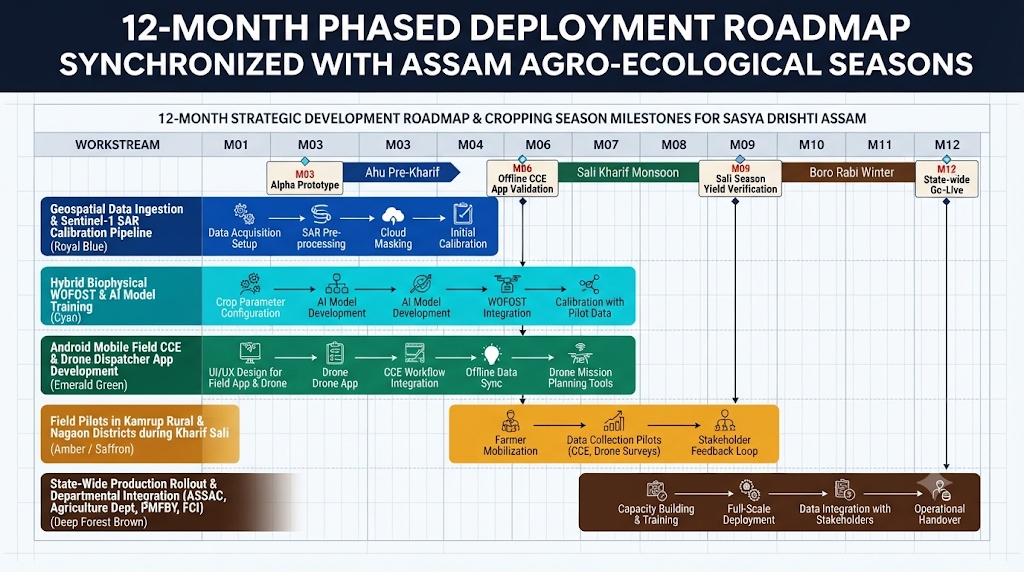 12-MONTH PHASED DEPLOYMENT ROADMAP
SYNCHRONIZED WITH ASSAM AGRO-ECOLOGICAL SEASONS
12-MONTH STRATEGIC DEVELOPMENT ROADMAP & CROPPING SEASON MILESTONES FOR SASYA DRISHTI ASSAM
WORKSTREAM M01 M03 M03 M04 M06 M07 M08 M09 M10 M11 M12
M03
Alpha Prototype
Ahu Pre-Kharif
M06
Offline CCE
App Validation
Sali Kharif Monsoon
M09
Sali Season
Yield Verification
Boro Rabi Winter
M12
State-wide
Go-Live
Geospatial Data Ingestion
& Sentinel-1 SAR
Calibration Pipeline
(Royal Blue)
Data Acquisition
Setup
SAR Pre-
processing
Cloud
Masking
Initial
Calibration
Hybrid Biophysical
WOFOST & AI Model
Training
(Cyan)
Crop Parameter
Configuration
AI Model
Development
AI Model
Development
WOFOST
Integration
Calibration with
Pilot Data
Android Mobile Field CCE
& Drone Dispatcher App
Development
(Emerald Green)
UI/UX Design for
Field App & Drone
Drone
Drone App
CCE Workflow
Integration
Offline Data
Sync
Drone Mission
Planning Tools
Field Pilots in Kamrup Rural &
Nagaon Districts during Kharif Sali
(Amber / Saffron)
Farmer
Mobilization
Data Collection Pilots
(CCE, Drone Surveys)
Stakeholder
Feedback Loop
State-Wide Production Rollout &
Departmental Integration (ASSAC,
Agriculture Dept, PMFBY, FCI)
(Deep Forest Brown)
Capacity Building
& Training
Full-Scale
Deployment
Data Integration with
Stakeholders
Operational
Handover